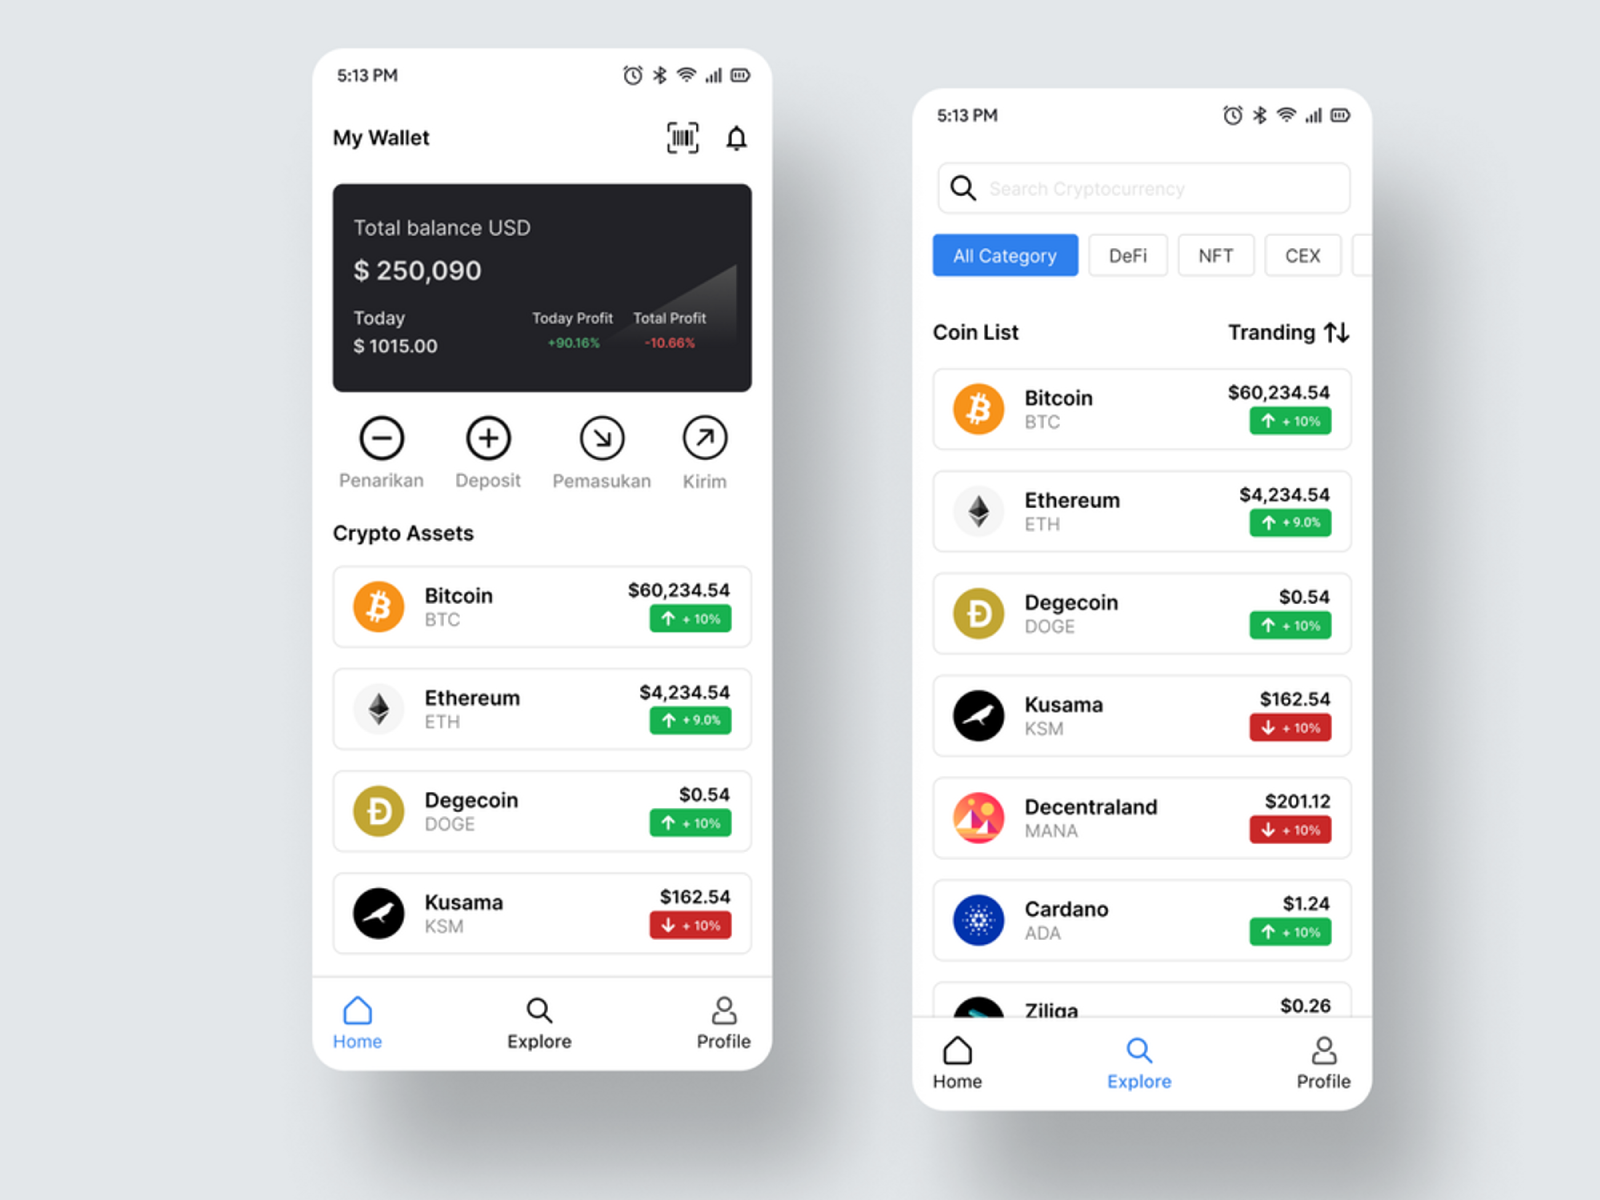 5:13 PM
My Wallet
Total balance USD
$ 250,090
Today
$ 1015.00
Today Profit
+90.16%
Total Profit
-10.66%
Penarikan
Deposit
Pemasukan
Kirim
Crypto Assets
Bitcoin
BTC
$60,234.54
+ 10%
Ethereum
ETH
$4,234.54
+ 9.0%
Degecoin
DOGE
$0.54
+ 10%
Kusama
KSM
$162.54
+ 10%
Home
Explore
Profile
5:13 PM
Search Cryptocurrency
All Category
DeFi
NFT
CEX
Coin List
Tranding
Bitcoin
BTC
$60,234.54
+ 10%
Ethereum
ETH
$4,234.54
+ 9.0%
Degecoin
DOGE
$0.54
+ 10%
Kusama
KSM
$162.54
+ 10%
Decentraland
MANA
$201.12
+ 10%
Cardano
ADA
$1.24
+ 10%
Ziliqa
$0.26
Home
Explore
Profile